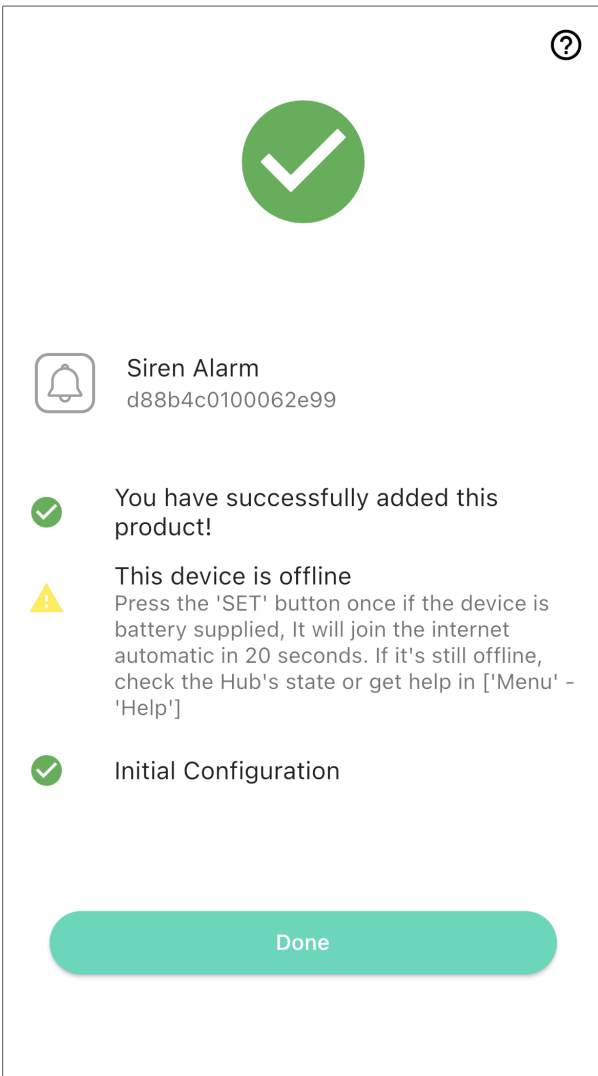 Siren Alarm
d88b4c0100062e99
You have successfully added this
product!
This device is offline
Press the 'SET' button once if the device is
battery supplied, It will join the internet
automatic in 20 seconds. If it's still offline,
check the Hub's state or get help in ['Menu' -
'Help']
Initial Configuration
Done